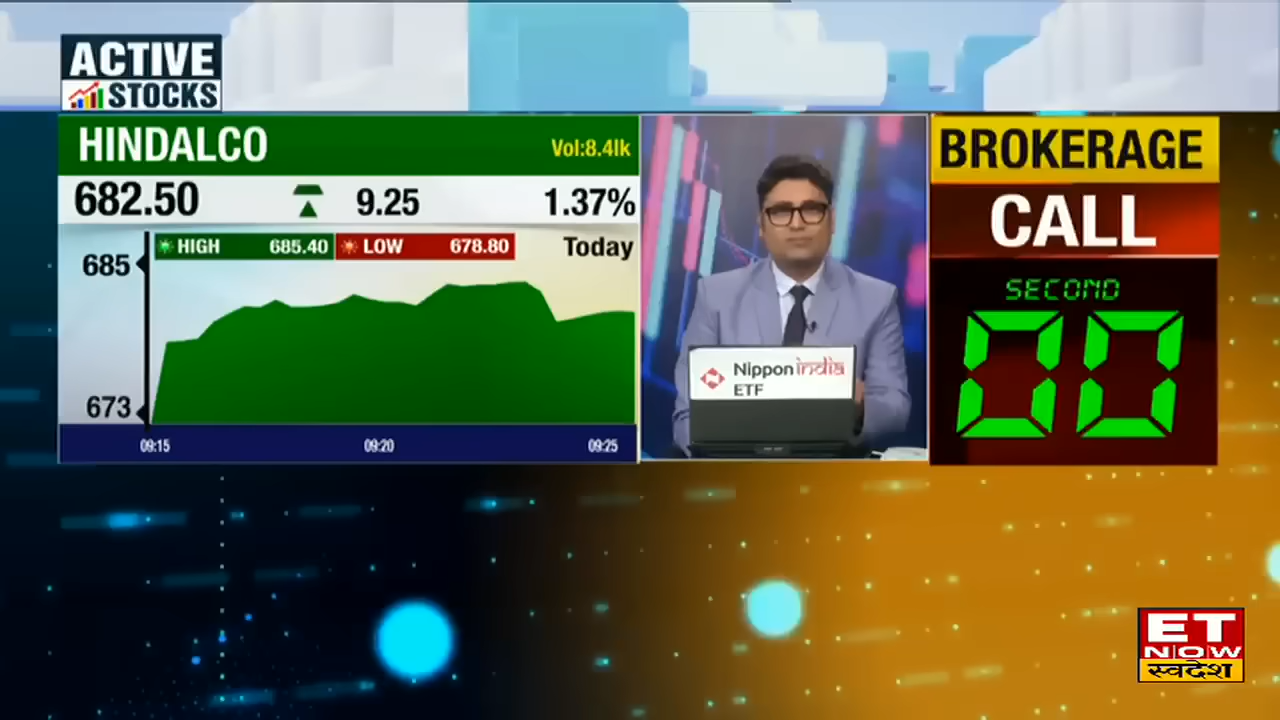 ACTIVE
STOCKS
HINDALCO
Vol:8.4lk
682.50 9.25 1.37%
HIGH 685.40 LOW 678.80 Today
685
673
09:15 09:20 09:25
Nippon india
ETF
BROKERAGE
CALL
SECOND
00
ET
NOW
स्वदेश